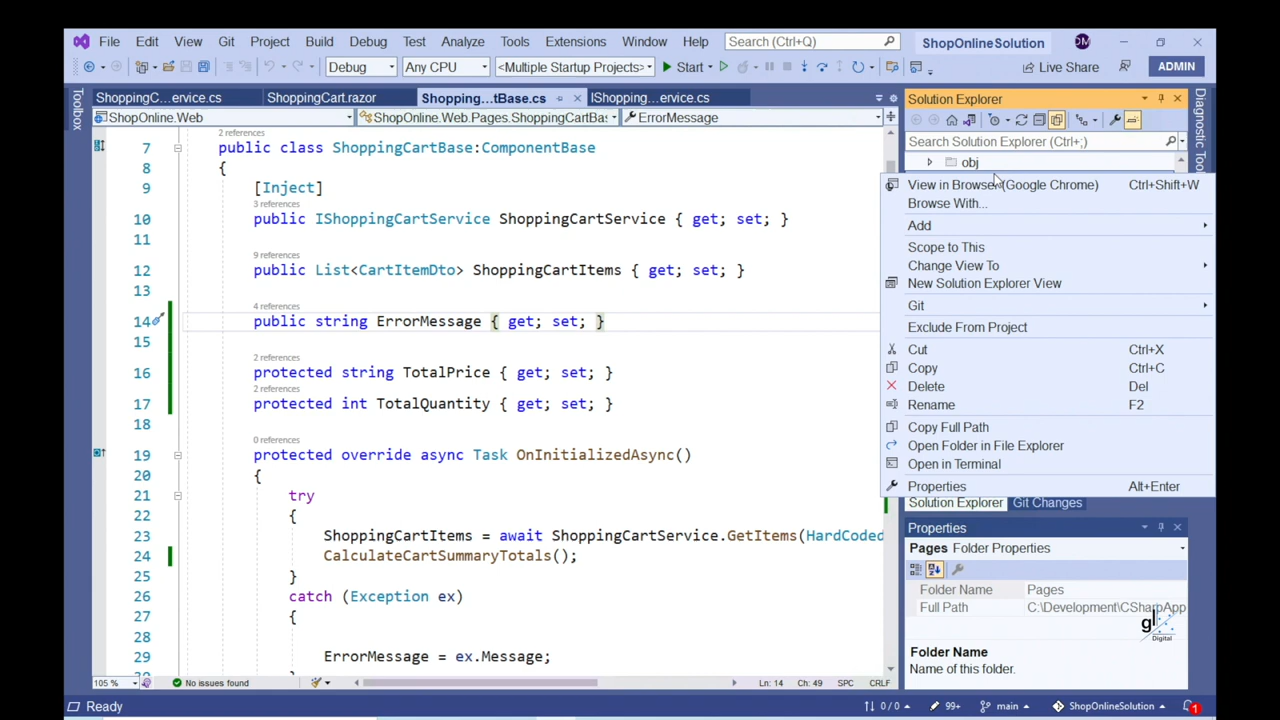 File Edit View Git Project Build Debug Test Analyze Tools Extensions Window Help Search (Ctrl+Q) ShopOnlineSolution DM
Debug Any CPU <Multiple Startup Projects> Start Live Share ADMIN
Toolbox
ShoppingC...ervice.cs ShoppingCart.razor Shopping...tBase.cs IShopping...ervice.cs
ShopOnline.Web ShopOnline.Web.Pages.ShoppingCartBas ErrorMessage
2 references
7 public class ShoppingCartBase:ComponentBase
8 {
9 [Inject]
3 references
10 public IShoppingCartService ShoppingCartService { get; set; }
11
9 references
12 public List<CartItemDto> ShoppingCartItems { get; set; }
13
4 references
14 public string ErrorMessage { get; set; }
15
2 references
16 protected string TotalPrice { get; set; }
2 references
17 protected int TotalQuantity { get; set; }
18
0 references
19 protected override async Task OnInitializedAsync()
20 {
21 try
22 {
23 ShoppingCartItems = await ShoppingCartService.GetItems(HardCoded
24 CalculateCartSummaryTotals();
25 }
26 catch (Exception ex)
27 {
28
29 ErrorMessage = ex.Message;
105 % No issues found Ln: 14 Ch: 49 SPC CRLF
Solution Explorer
Search Solution Explorer (Ctrl+;)
obj
View in Browser (Google Chrome) Ctrl+Shift+W
Browse With...
Add
Scope to This
Change View To
New Solution Explorer View
Git
Exclude From Project
Cut Ctrl+X
Copy Ctrl+C
Delete Del
Rename F2
Copy Full Path
Open Folder in File Explorer
Open in Terminal
Properties Alt+Enter
Solution Explorer Git Changes
Properties
Pages Folder Properties
Folder Name Pages
Full Path C:\Development\CSharpApp
Folder Name
Name of this folder.
gl
Digital
Diagnostic Tool
Ready 0 / 0 99+ main ShopOnlineSolution 1